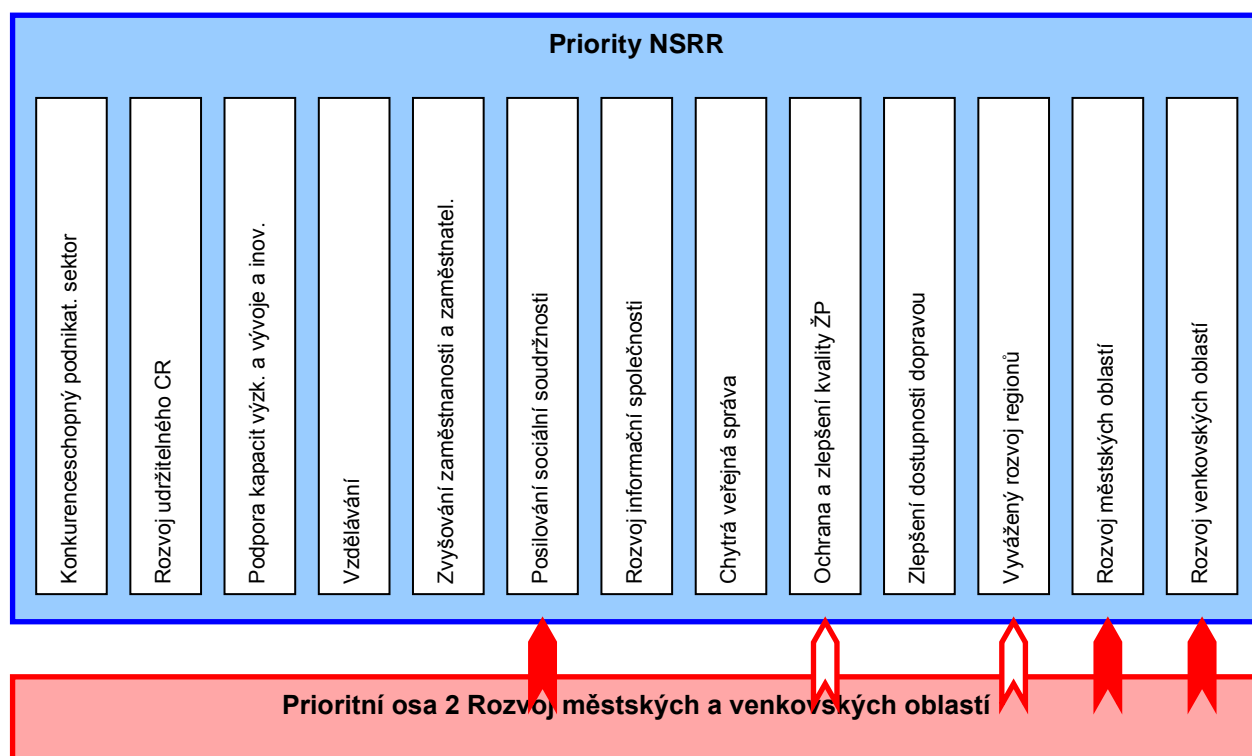 Priority NSRR
Konkurenceschopný podnikat. sektor
Rozvoj udržitelného CR
Podpora kapacit výzk. a vývoje a inov.
Vzdělávání
Zvyšování zaměstnanosti a zaměstnatel.
Posilování sociální soudržnosti
Rozvoj informační společnosti
Chytrá veřejná správa
Ochrana a zlepšení kvality ŽP
Zlepšení dostupnosti dopravou
Vyvážený rozvoj regionů
Rozvoj městských oblastí
Rozvoj venkovských oblastí
Prioritní osa 2 Rozvoj městských a venkovských oblastí